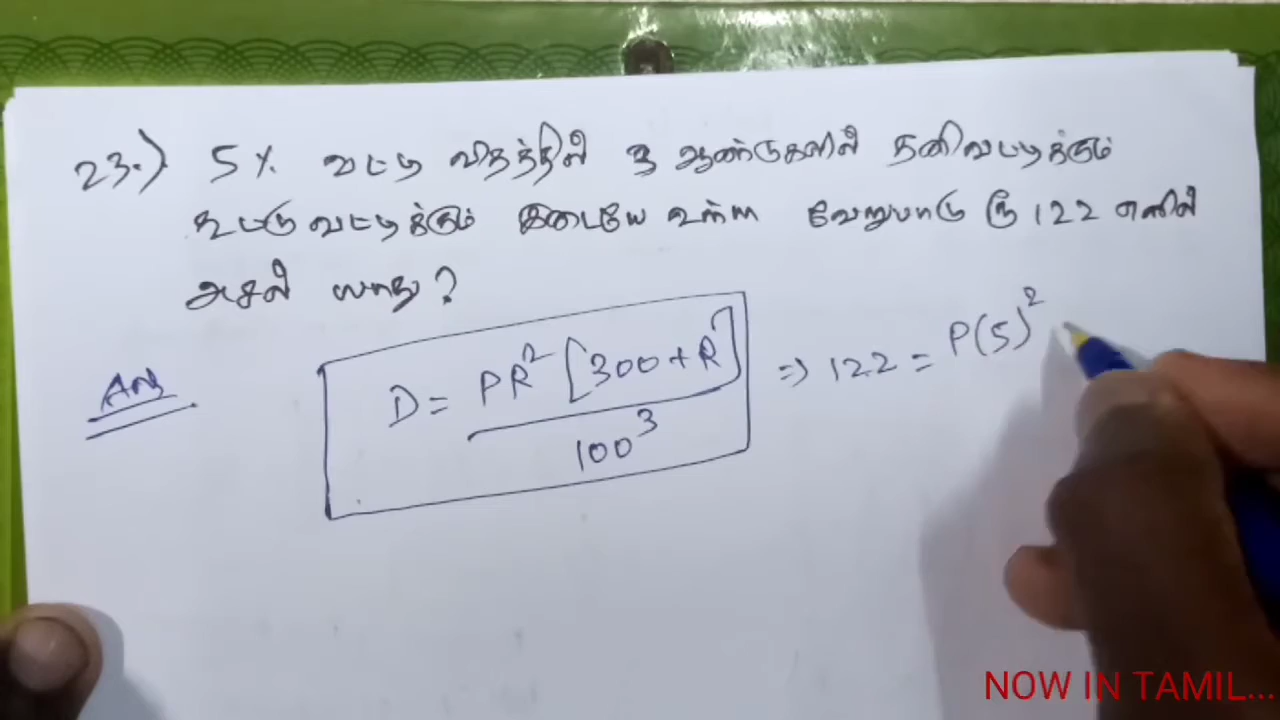 23.) 5% வட்டி விதத்தில் 3 ஆண்டுகளில் தனிவட்டிக்கும்
கூட்டு வட்டிக்கும் இடையே உள்ள வேறுபாடு ரூ 122 எனில்
அசல் யாது?
Ans D = PR² [300 + R] / 100³ => 122 = P(5)²
NOW IN TAMIL...